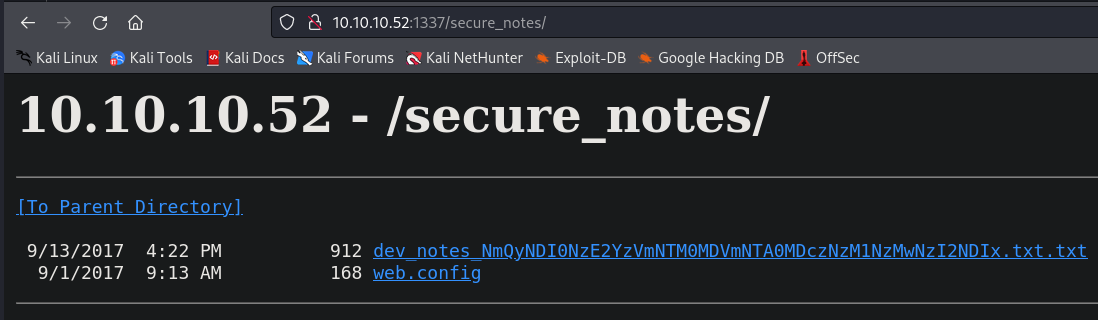 10.10.10.52:1337/secure_notes/
Kali Linux Kali Tools Kali Docs Kali Forums Kali NetHunter Exploit-DB Google Hacking DB OffSec
10.10.10.52 - /secure_notes/
[To Parent Directory]
9/13/2017 4:22 PM 912 dev_notes_NmQyNDI0NzE2YzVmNTM0MDVmNTA0MDczNzM1NzMwNzI2NDIx.txt.txt
9/1/2017 9:13 AM 168 web.config